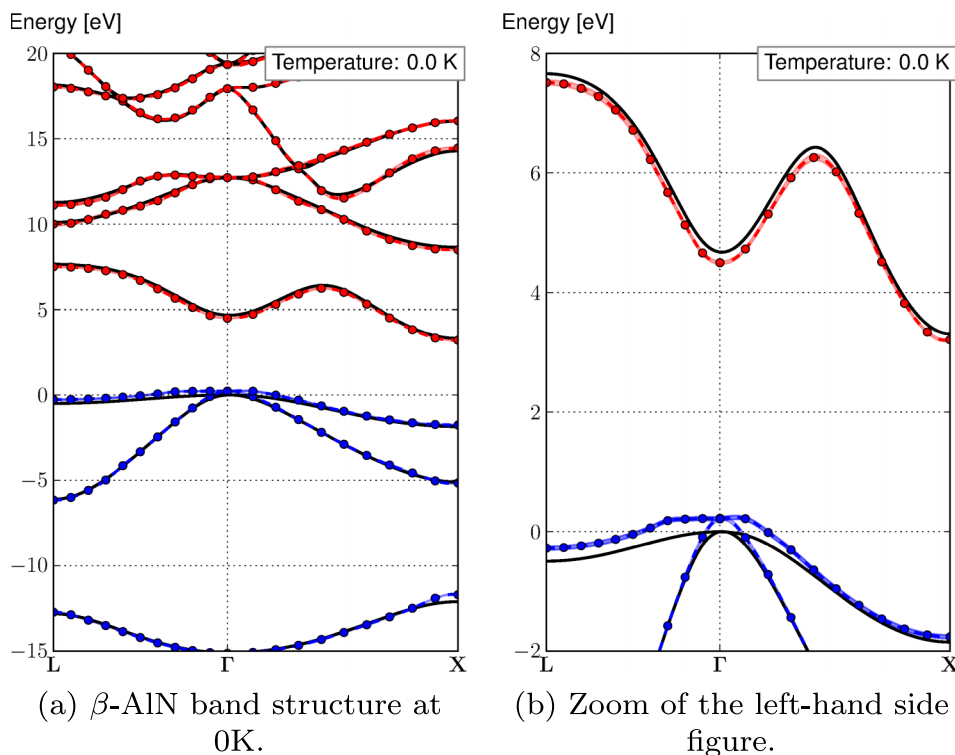 Energy [eV]
Temperature: 0.0 K
20
15
10
5
0
−5
−10
−15
L
Γ
X
(a) β-AlN band structure at
0K.
Energy [eV]
Temperature: 0.0 K
8
6
4
2
0
−2
L
Γ
X
(b) Zoom of the left-hand side
figure.